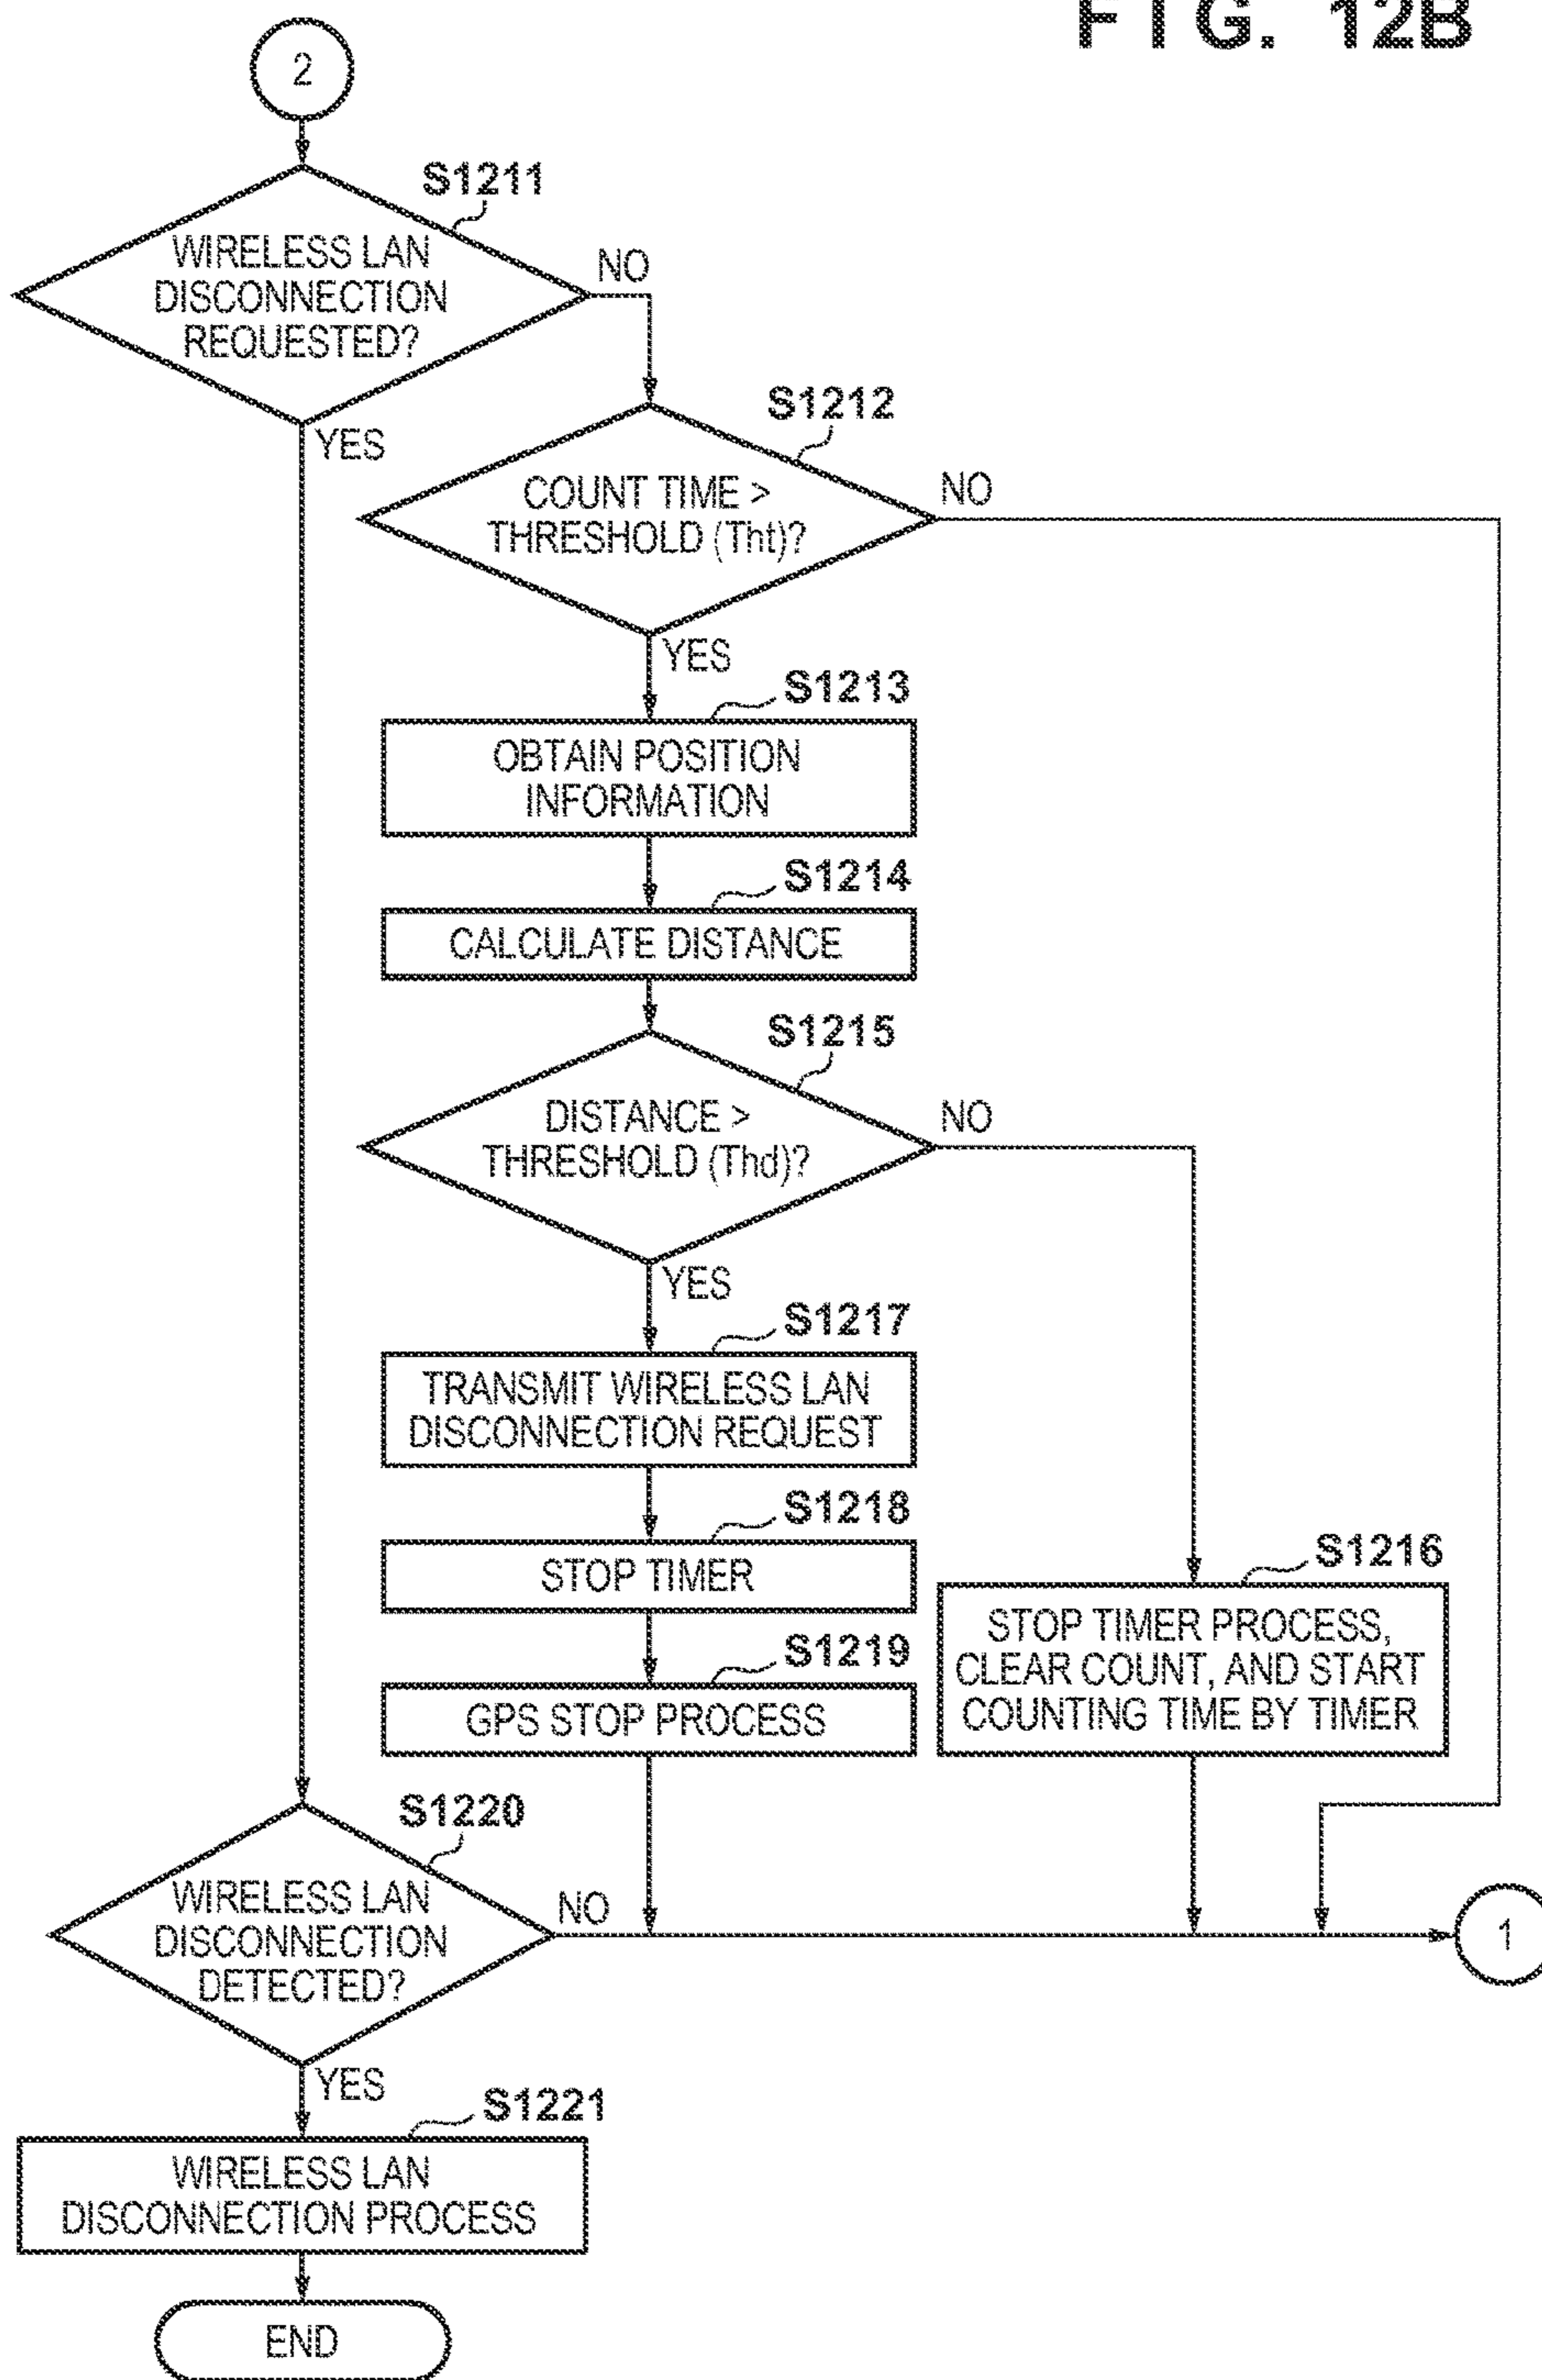 FIG. 12B
2
S1211
WIRELESS LAN
DISCONNECTION
REQUESTED?
NO
YES
S1212
COUNT TIME >
THRESHOLD (Tht)?
NO
YES
S1213
OBTAIN POSITION
INFORMATION
S1214
CALCULATE DISTANCE
S1215
DISTANCE >
THRESHOLD (Thd)?
NO
YES
S1217
TRANSMIT WIRELESS LAN
DISCONNECTION REQUEST
S1218
STOP TIMER
S1216
STOP TIMER PROCESS,
CLEAR COUNT, AND START
COUNTING TIME BY TIMER
S1219
GPS STOP PROCESS
S1220
WIRELESS LAN
DISCONNECTION
DETECTED?
NO
1
YES
S1221
WIRELESS LAN
DISCONNECTION PROCESS
END